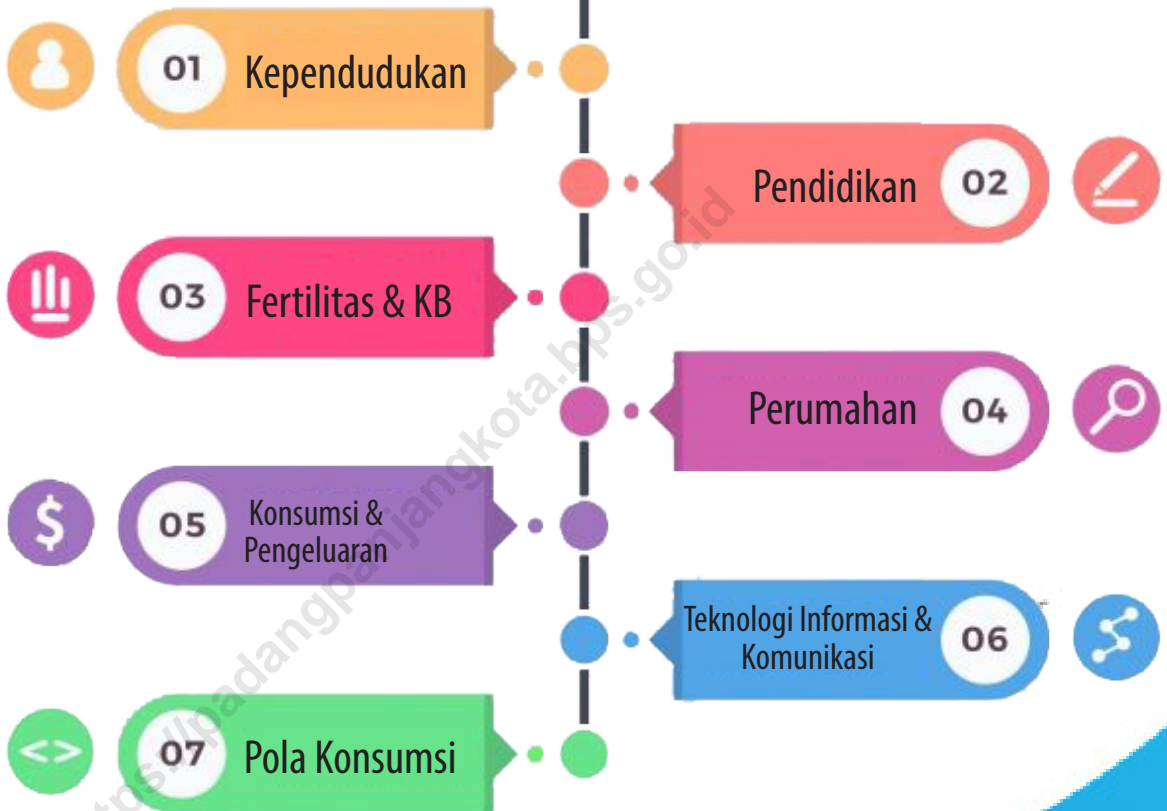 01 Kependudukan
Pendidikan 02
03 Fertilitas & KB
Perumahan 04
05 Konsumsi &
Pengeluaran
Teknologi Informasi &
Komunikasi 06
07 Pola Konsumsi
tps://padangpanjangkota.bps.go.id